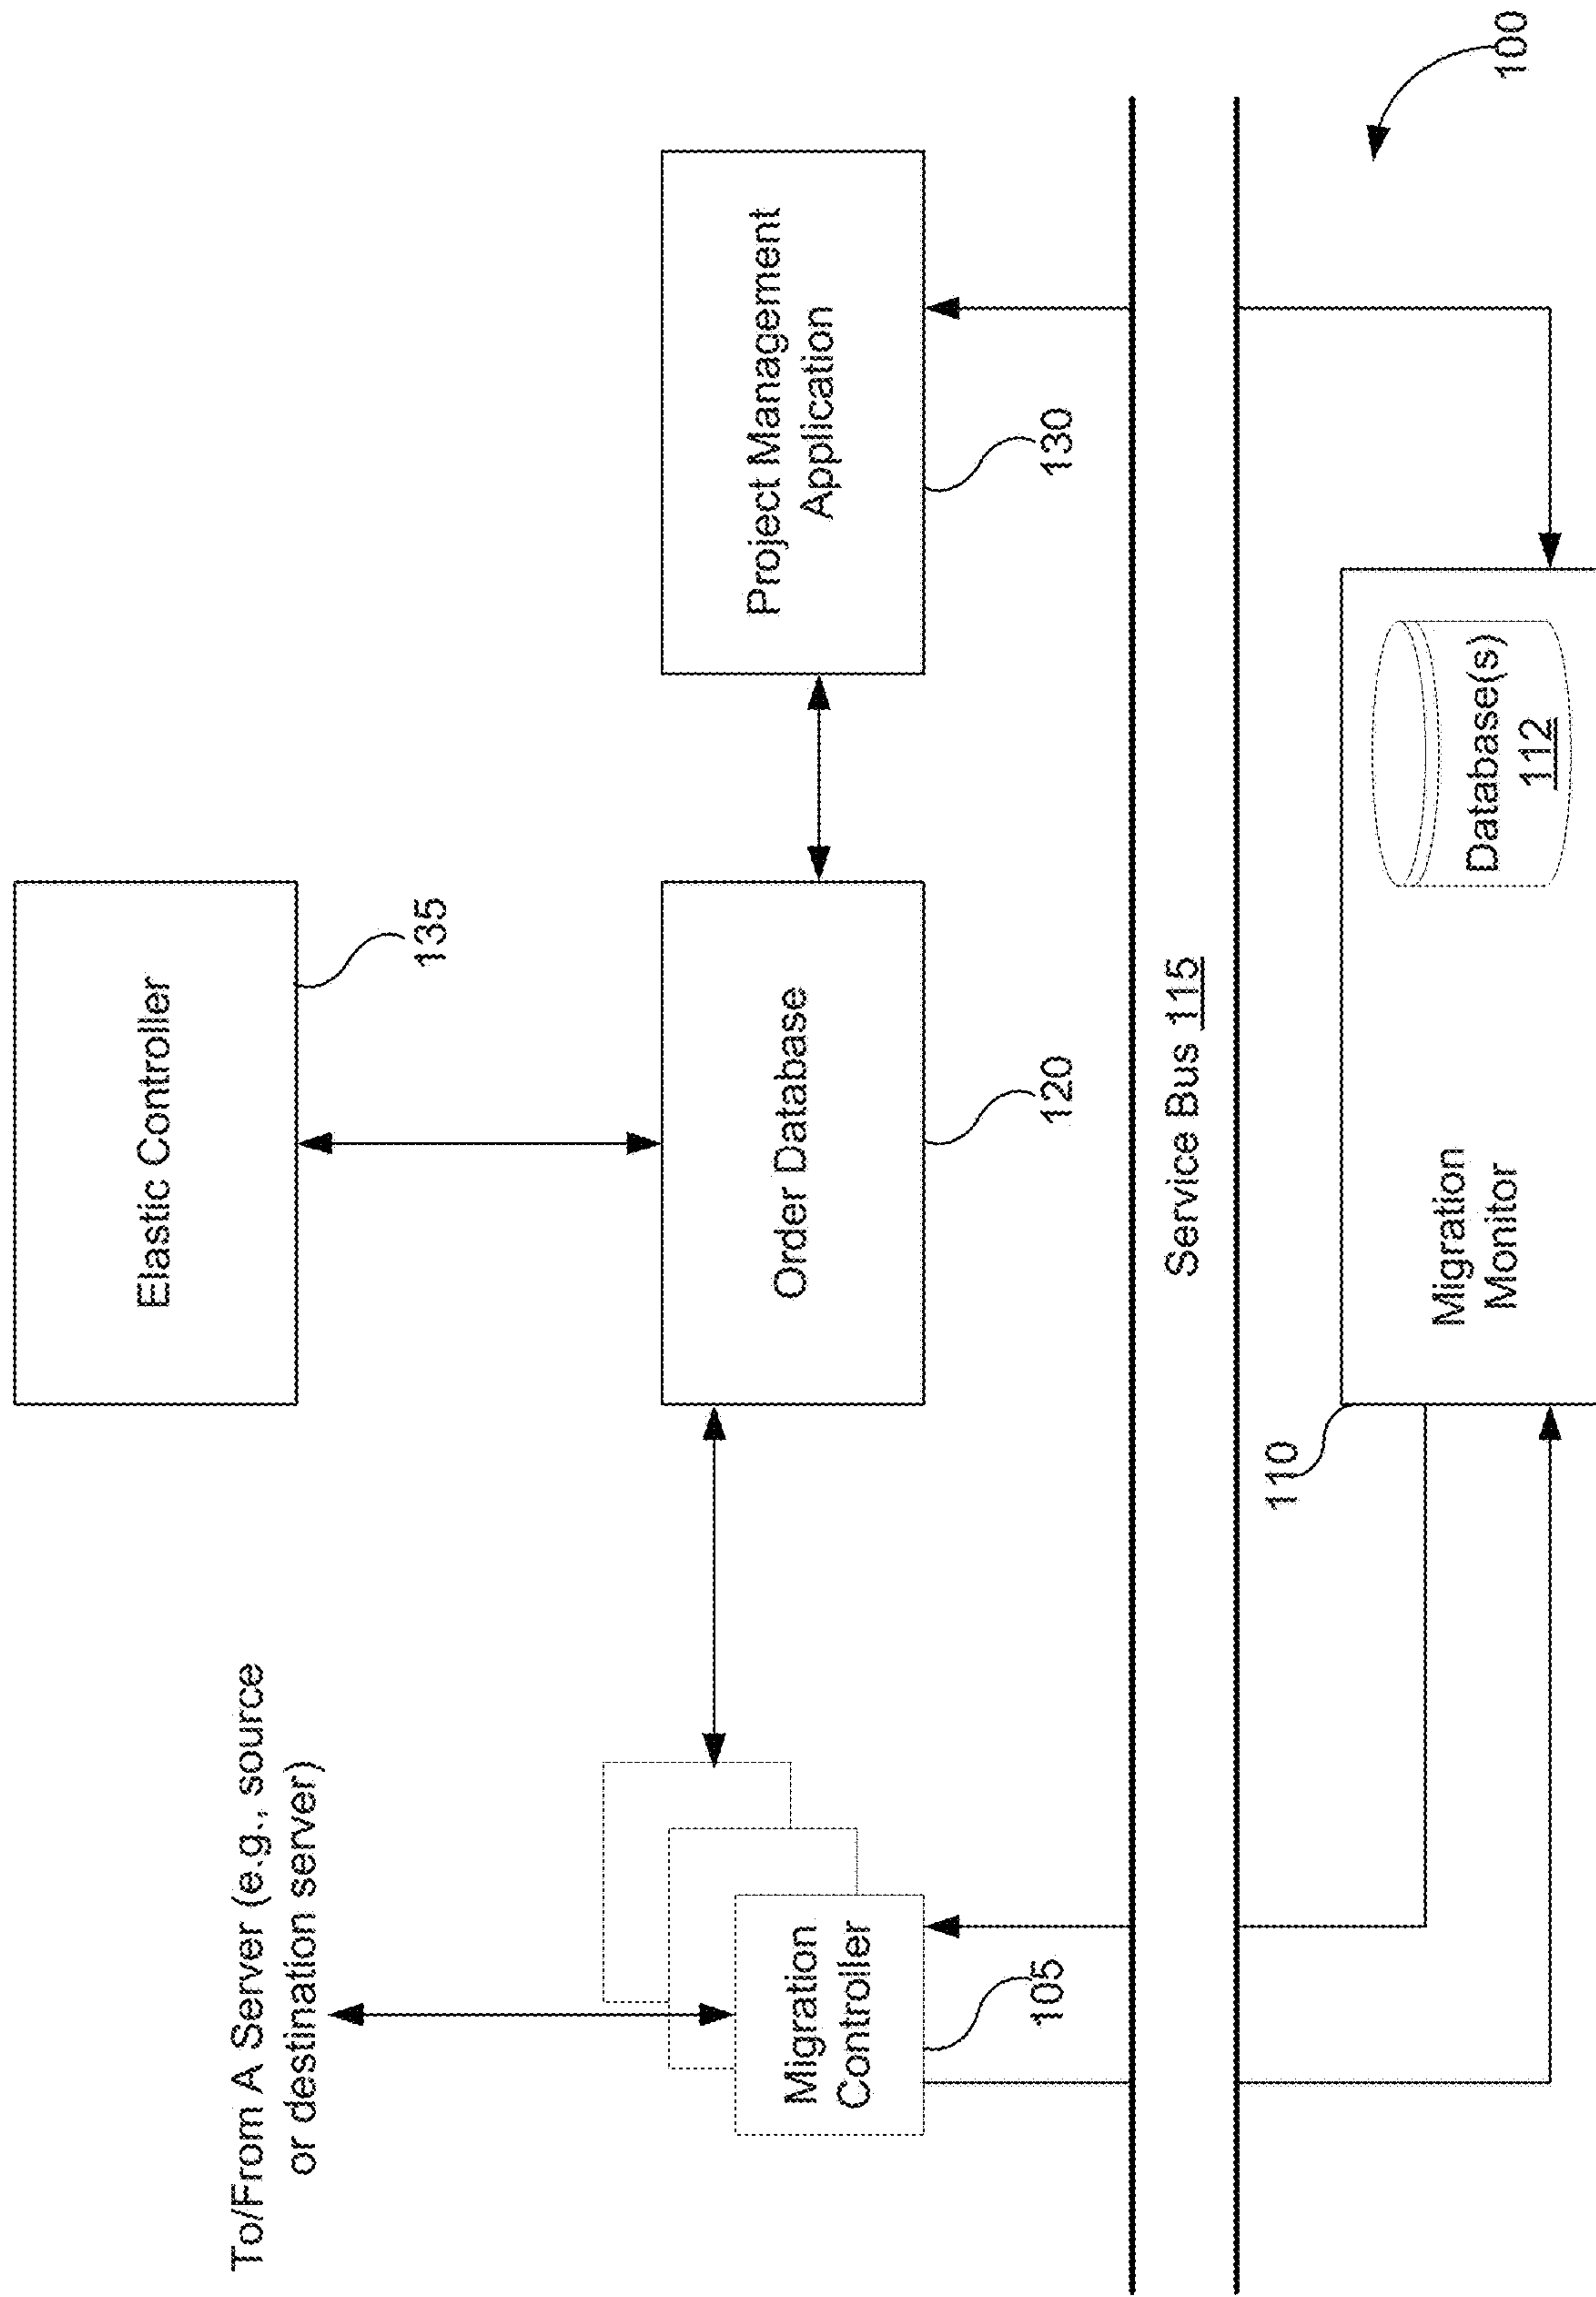 To/From A Server (e.g., source
or destination server)
Elastic Controller
135
Migration
Controller
105
Order Database
120
Project Management
Application
130
Service Bus 115
110
Migration
Monitor
Database(s)
112
100